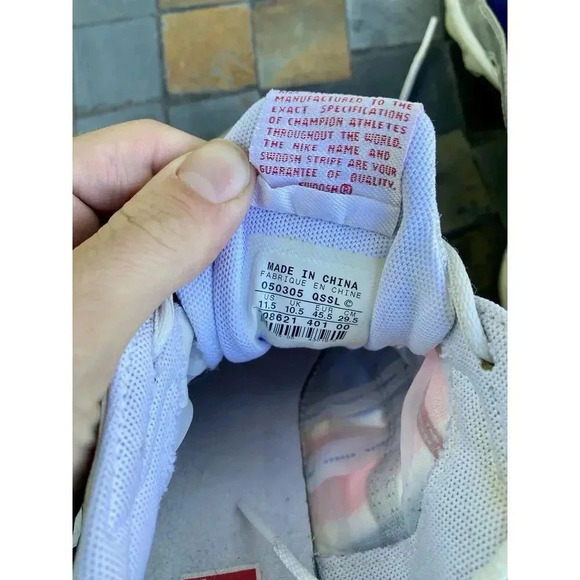 MANUFACTURED TO THE
EXACT SPECIFICATIONS
OF CHAMPION ATHLETES
THROUGHOUT THE WORLD.
THE NIKE NAME AND
SWOOSH STRIPE ARE YOUR
GUARANTEE OF QUALITY.
SWOOSH®
MADE IN CHINA
FABRIQUE EN CHINE
050305 QSSL ©
US UK EUR CM
11.5 10.5 45.5 29.5
08621 401 00